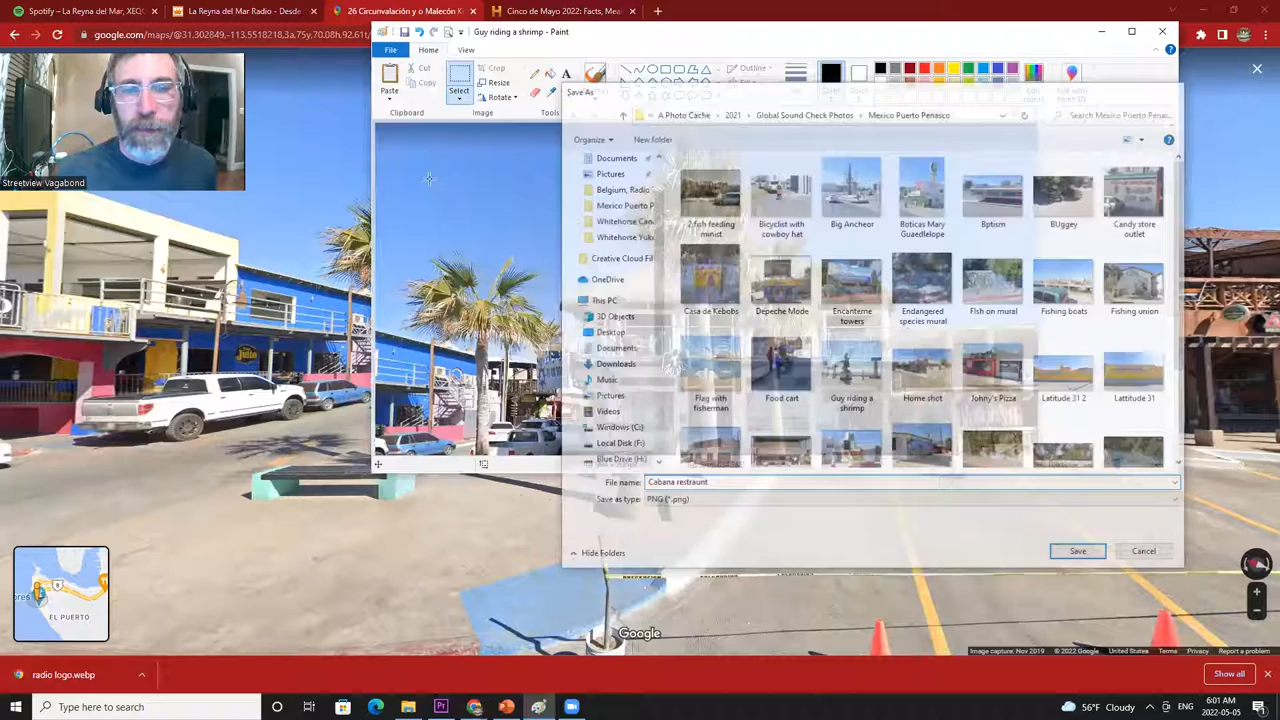 Spotify – La Reyna del Mar, XEQC
La Reyna del Mar Radio - Desde
26 Circunvalación y o Malecón Ki
Cinco de Mayo 2022: Facts, Mea
google.com/maps/@31.302849,-113.5518218,3a,75y,70.08h,92.61t/
Guy riding a shrimp - Paint
File
Home
View
Paste
Cut
Copy
Clipboard
Select
Crop
Resize
Rotate
Image
Tools
Outline
Save As
A Photo Cache
2021
Global Sound Check Photos
Mexico Puerto Penasco
Search Mexico Puerto Penas...
Organize
New folder
Documents
Pictures
Belgium, Radio
Mexico Puerto P
Whitehorse Can
Whitehorse Yuk
Creative Cloud Fil
OneDrive
This PC
3D Objects
Desktop
Documents
Downloads
Music
Pictures
Videos
Windows (C:)
Local Disk (F:)
Blue Drive (H:)
2 fish feeding minist
Bicyclist with cowboy hat
Big Ancheor
Boticas Mary Guaedlelope
Bptism
BUggey
Candy store outlet
Casa de Kebobs
Depeche Mode
Encanteme towers
Endangered species mural
FIsh on mural
Fishing boats
Fishing union
Flag with fisherman
Food cart
Guy riding a shrimp
Home shot
Johny's Pizza
Latitude 31 2
Lattitude 31
File name: Cabana restraunt
Save as type: PNG (*.png)
Hide Folders
Save
Cancel
Streetview Vagabond
EL PUERTO
Google
Image capture: Nov 2019 © 2022 Google United States Terms Privacy Report a problem
radio logo.webp
Show all
Type here to search
56°F Cloudy
ENG
6:01 AM
2022-05-05